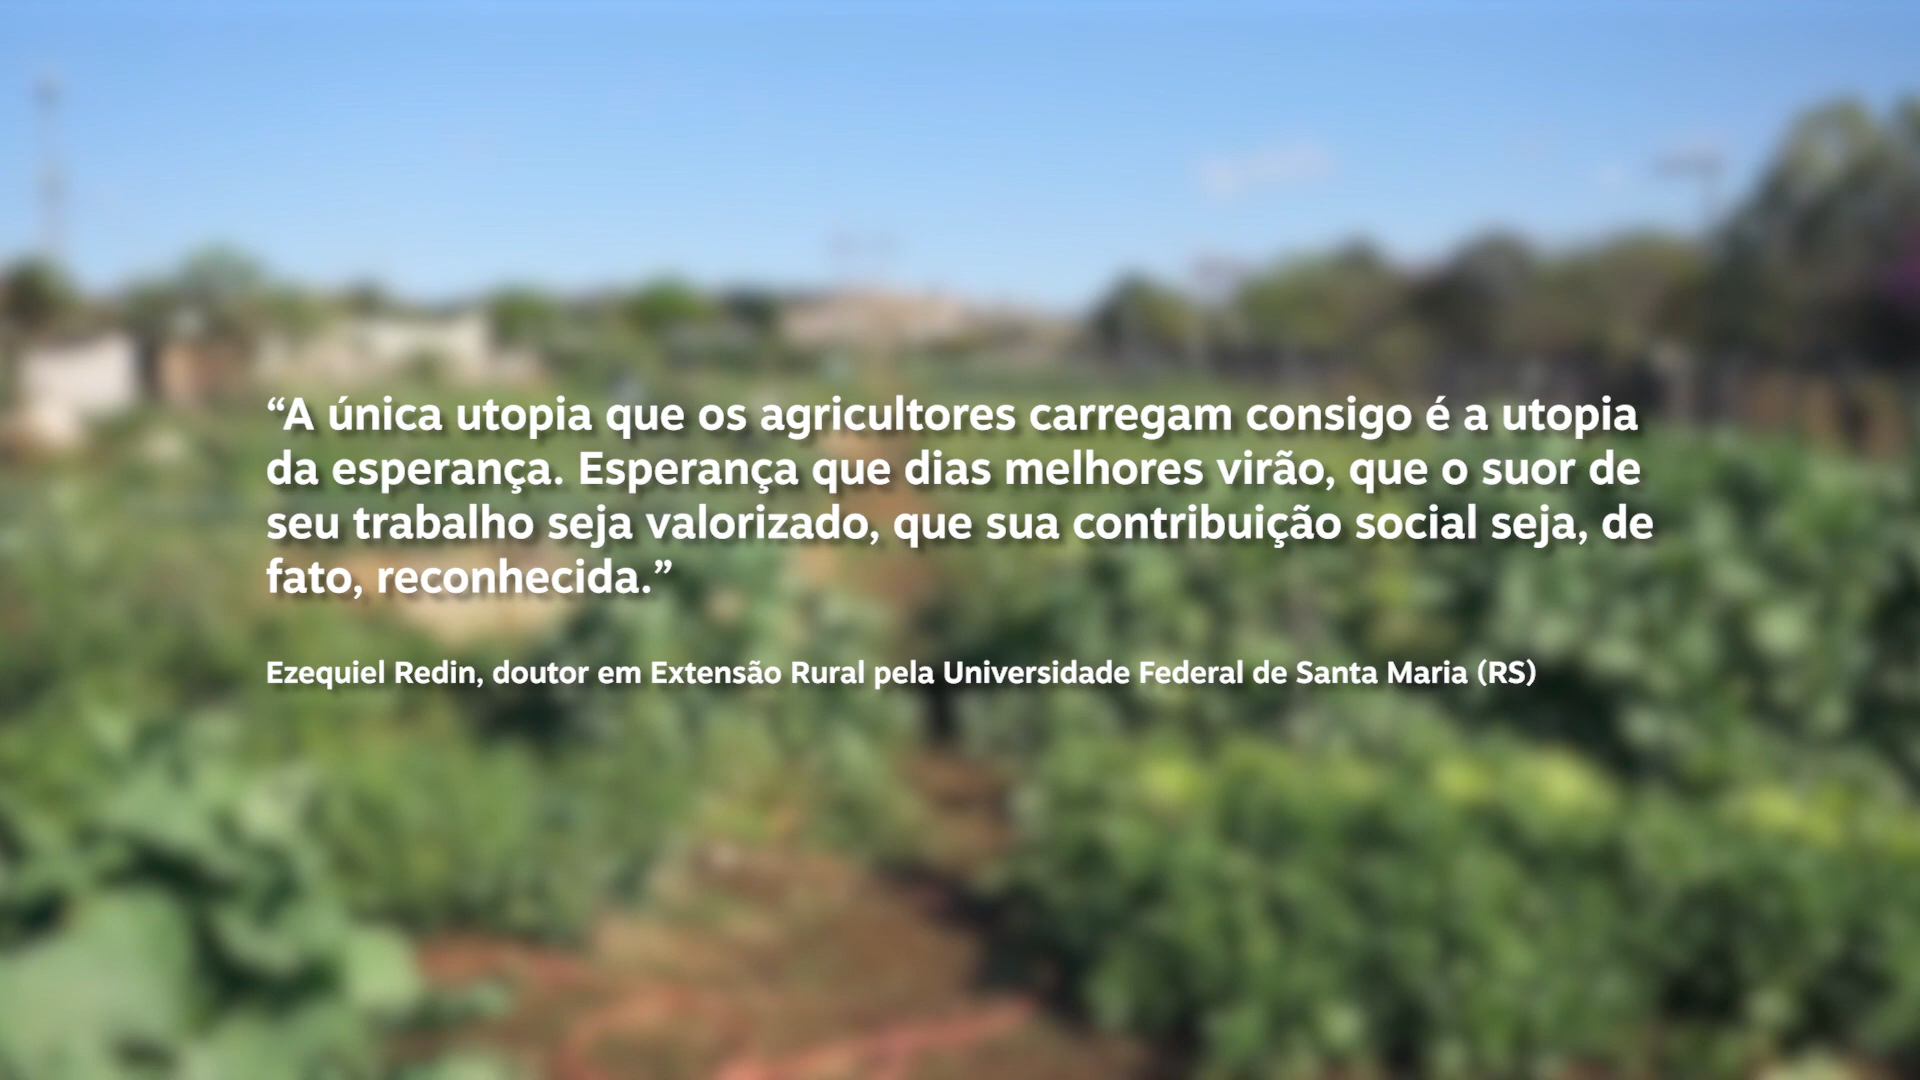 “A única utopia que os agricultores carregam consigo é a utopia
da esperança. Esperança que dias melhores virão, que o suor de
seu trabalho seja valorizado, que sua contribuição social seja, de
fato, reconhecida.”
Ezequiel Redin, doutor em Extensão Rural pela Universidade Federal de Santa Maria (RS)